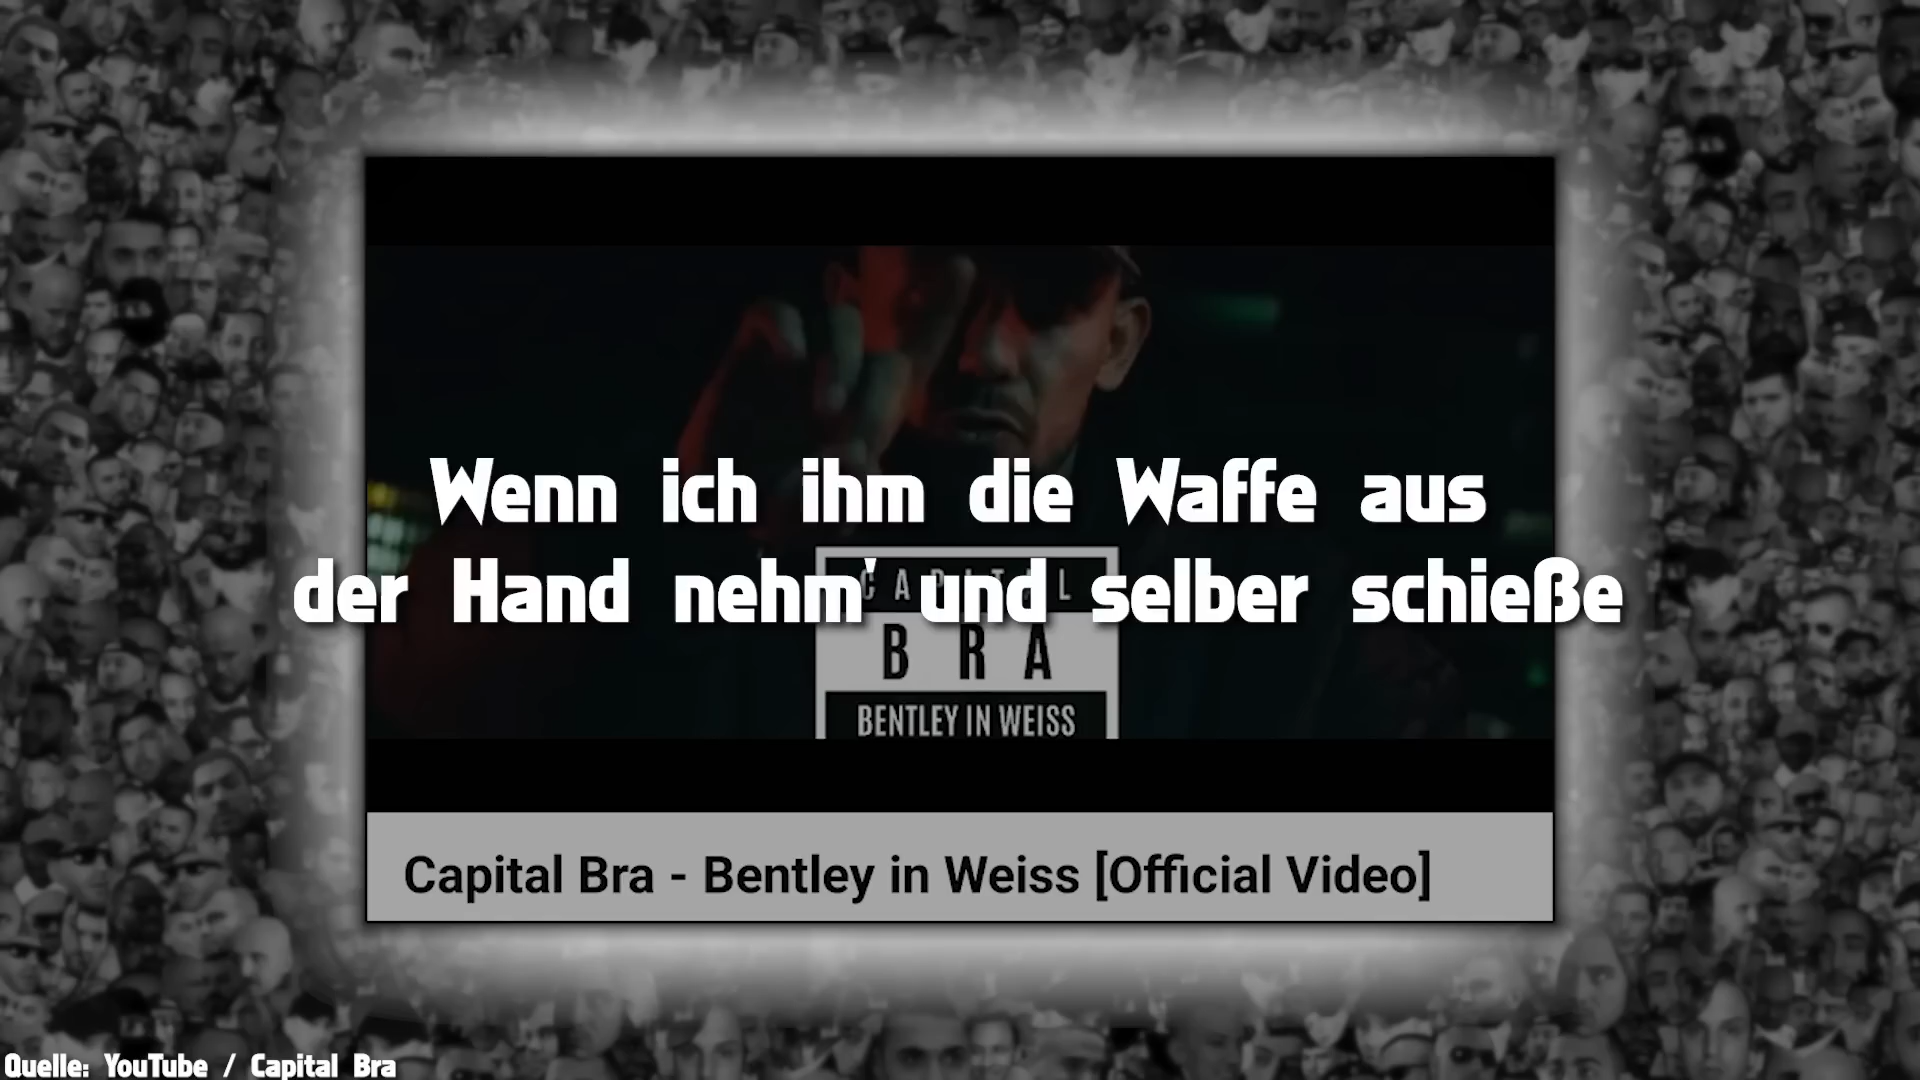 Wenn ich ihm die Waffe aus
der Hand nehm' und selber schieße
CAPITAL
BRA
BENTLEY IN WEISS
Capital Bra - Bentley in Weiss [Official Video]
Quelle: YouTube / Capital Bra